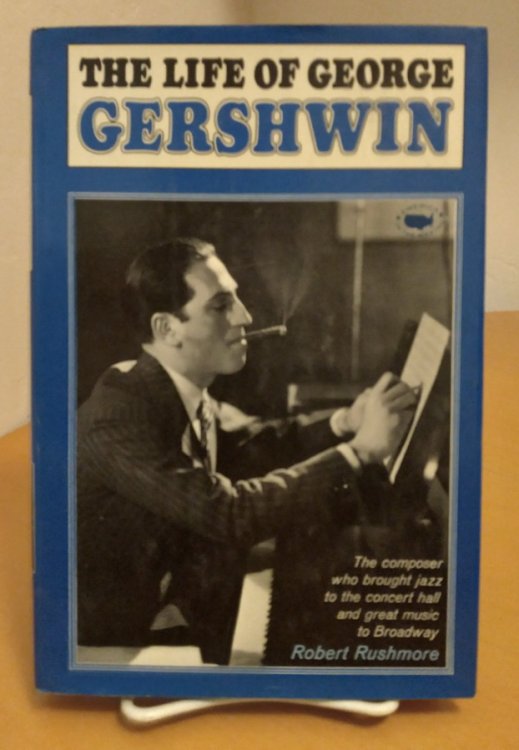 THE LIFE OF GEORGE
GERSHWIN
The composer
who brought jazz
to the concert hall
and great music
to Broadway
Robert Rushmore